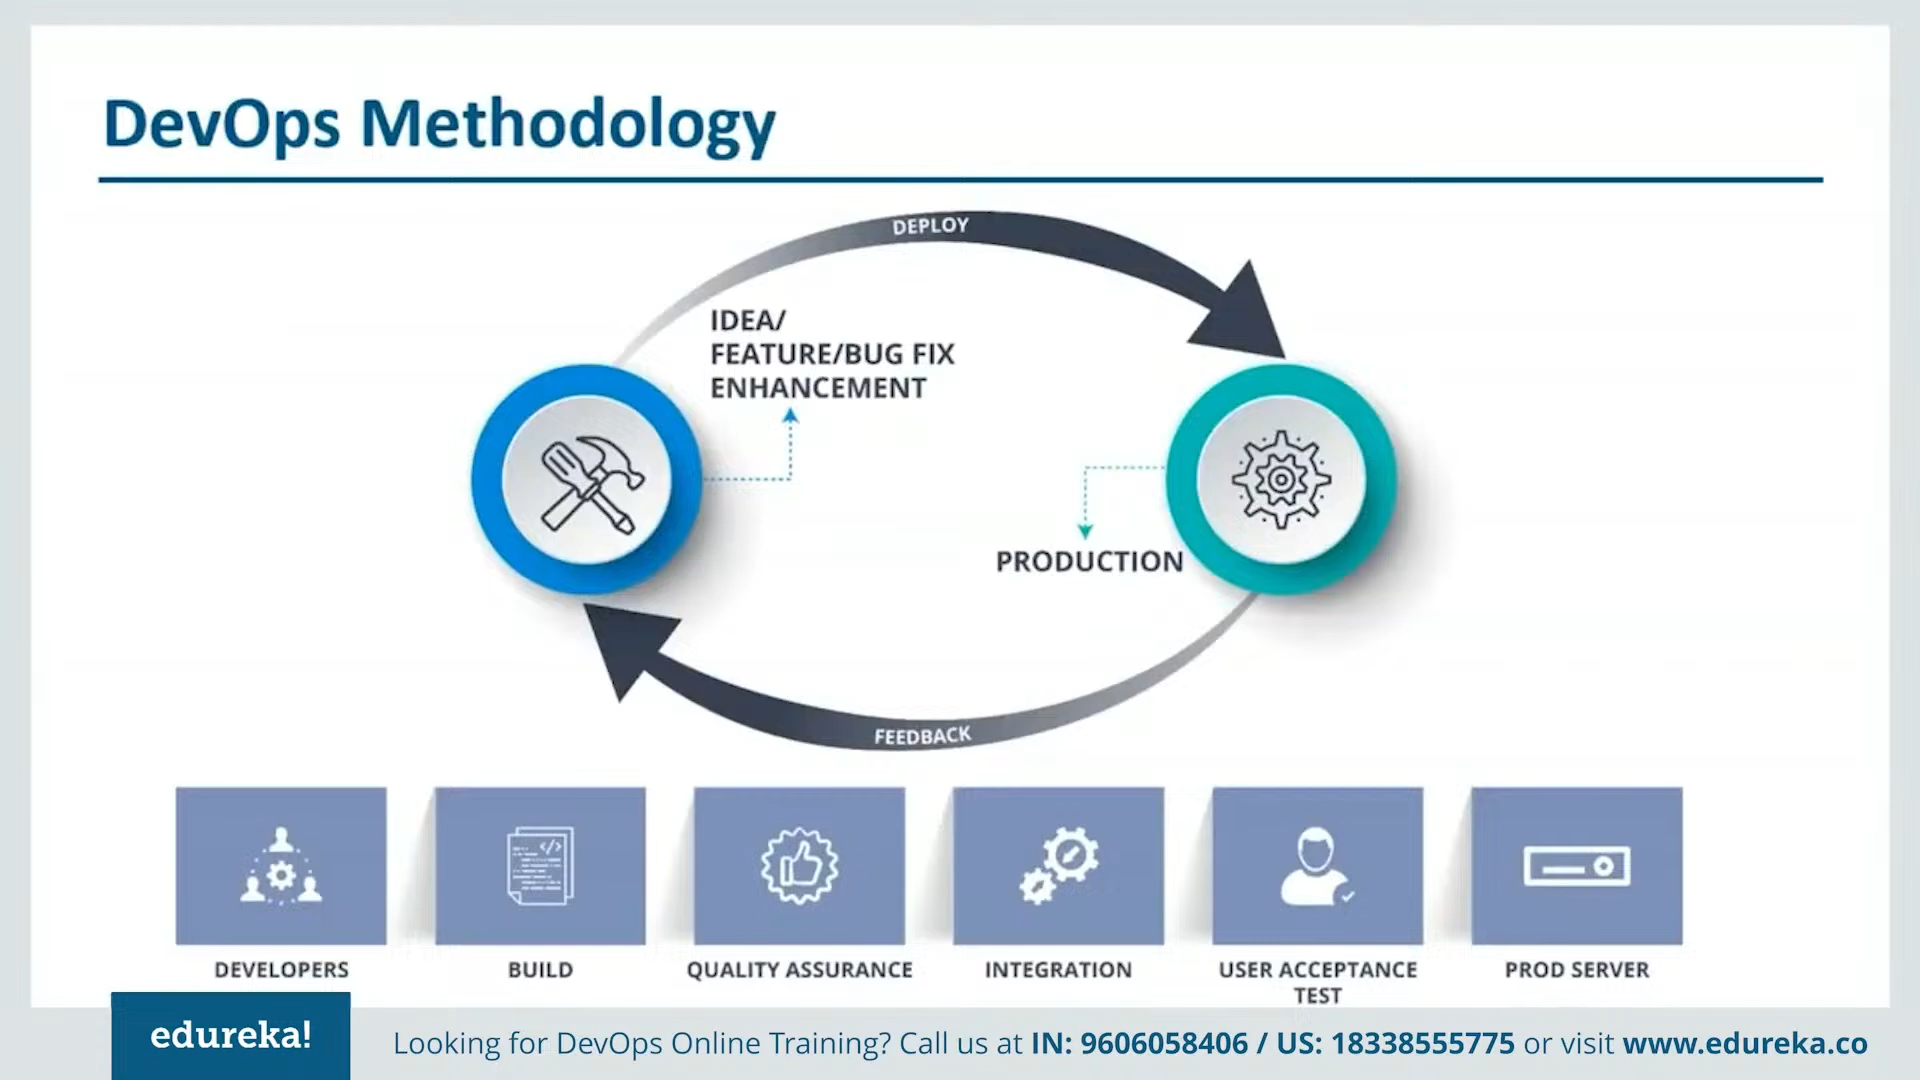 DevOps Methodology
DEPLOY
IDEA/
FEATURE/BUG FIX
ENHANCEMENT
PRODUCTION
FEEDBACK
</>
DEVELOPERS
BUILD
QUALITY ASSURANCE
INTEGRATION
USER ACCEPTANCE
TEST
PROD SERVER
edureka!
Looking for DevOps Online Training? Call us at IN: 9606058406 / US: 18338555775 or visit www.edureka.co